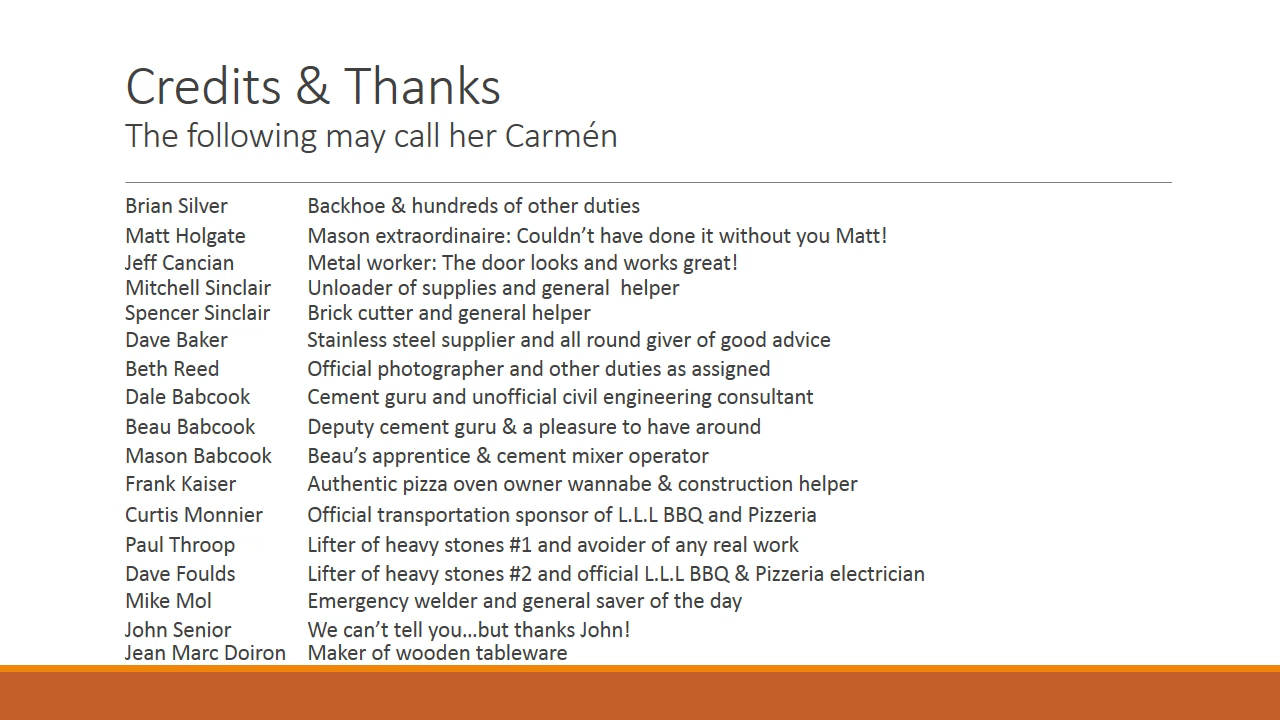 Credits & Thanks
The following may call her Carmén
Brian Silver Backhoe & hundreds of other duties
Matt Holgate Mason extraordinaire: Couldn’t have done it without you Matt!
Jeff Cancian Metal worker: The door looks and works great!
Mitchell Sinclair Unloader of supplies and general  helper
Spencer Sinclair Brick cutter and general helper
Dave Baker Stainless steel supplier and all round giver of good advice
Beth Reed Official photographer and other duties as assigned
Dale Babcook Cement guru and unofficial civil engineering consultant
Beau Babcook Deputy cement guru & a pleasure to have around
Mason Babcook Beau’s apprentice & cement mixer operator
Frank Kaiser Authentic pizza oven owner wannabe & construction helper
Curtis Monnier Official transportation sponsor of L.L.L BBQ and Pizzeria
Paul Throop Lifter of heavy stones #1 and avoider of any real work
Dave Foulds Lifter of heavy stones #2 and official L.L.L BBQ & Pizzeria electrician
Mike Mol Emergency welder and general saver of the day
John Senior We can’t tell you…but thanks John!
Jean Marc Doiron Maker of wooden tableware